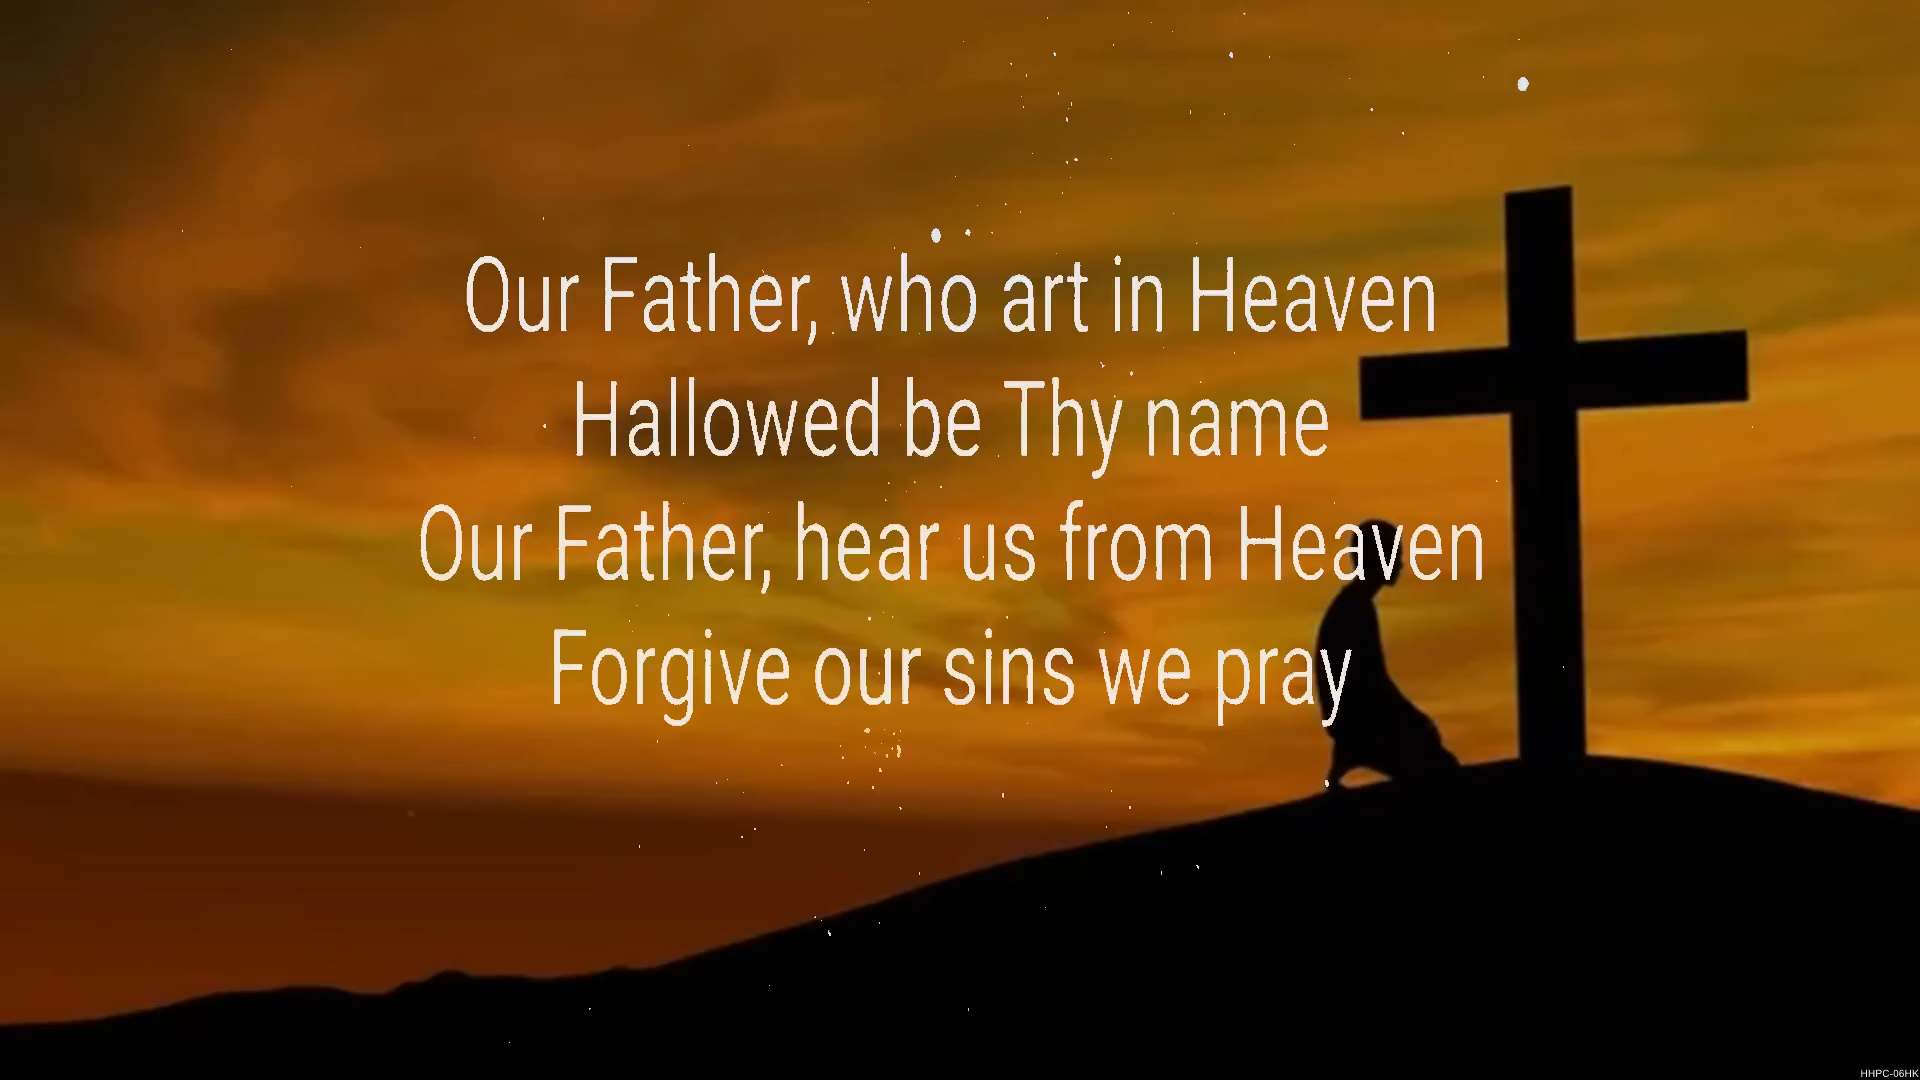 Our Father, who art in Heaven
Hallowed be Thy name
Our Father, hear us from Heaven
Forgive our sins we pray
HHPC-06HK